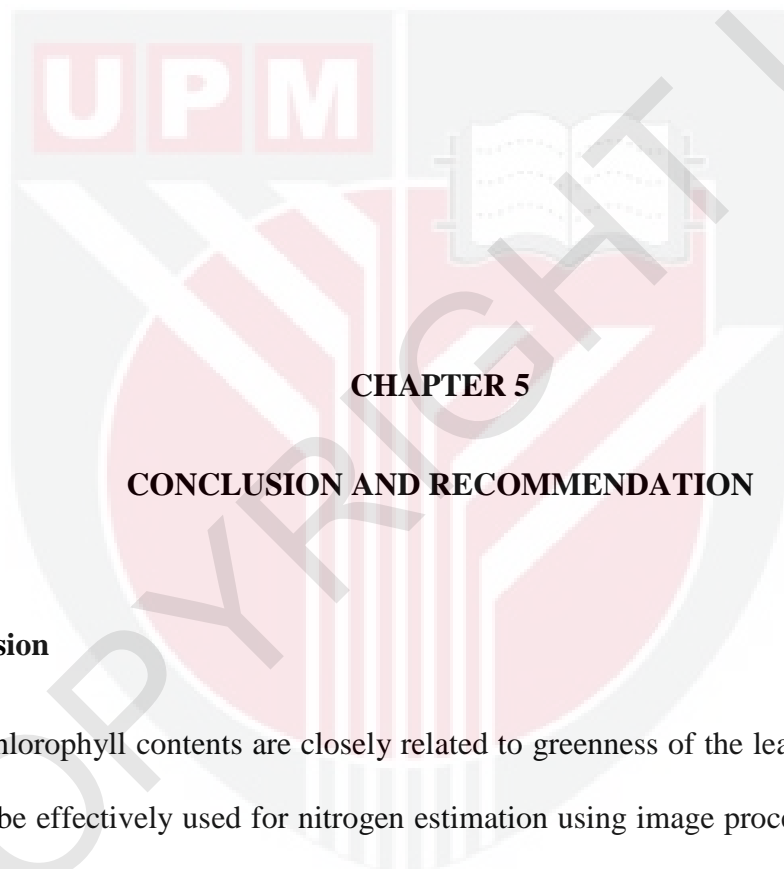 UPM
CHAPTER 5
CONCLUSION AND RECOMMENDATION
sion
hlorophyll contents are closely related to greenness of the lea
be effectively used for nitrogen estimation using image proce
OPYRIGHT